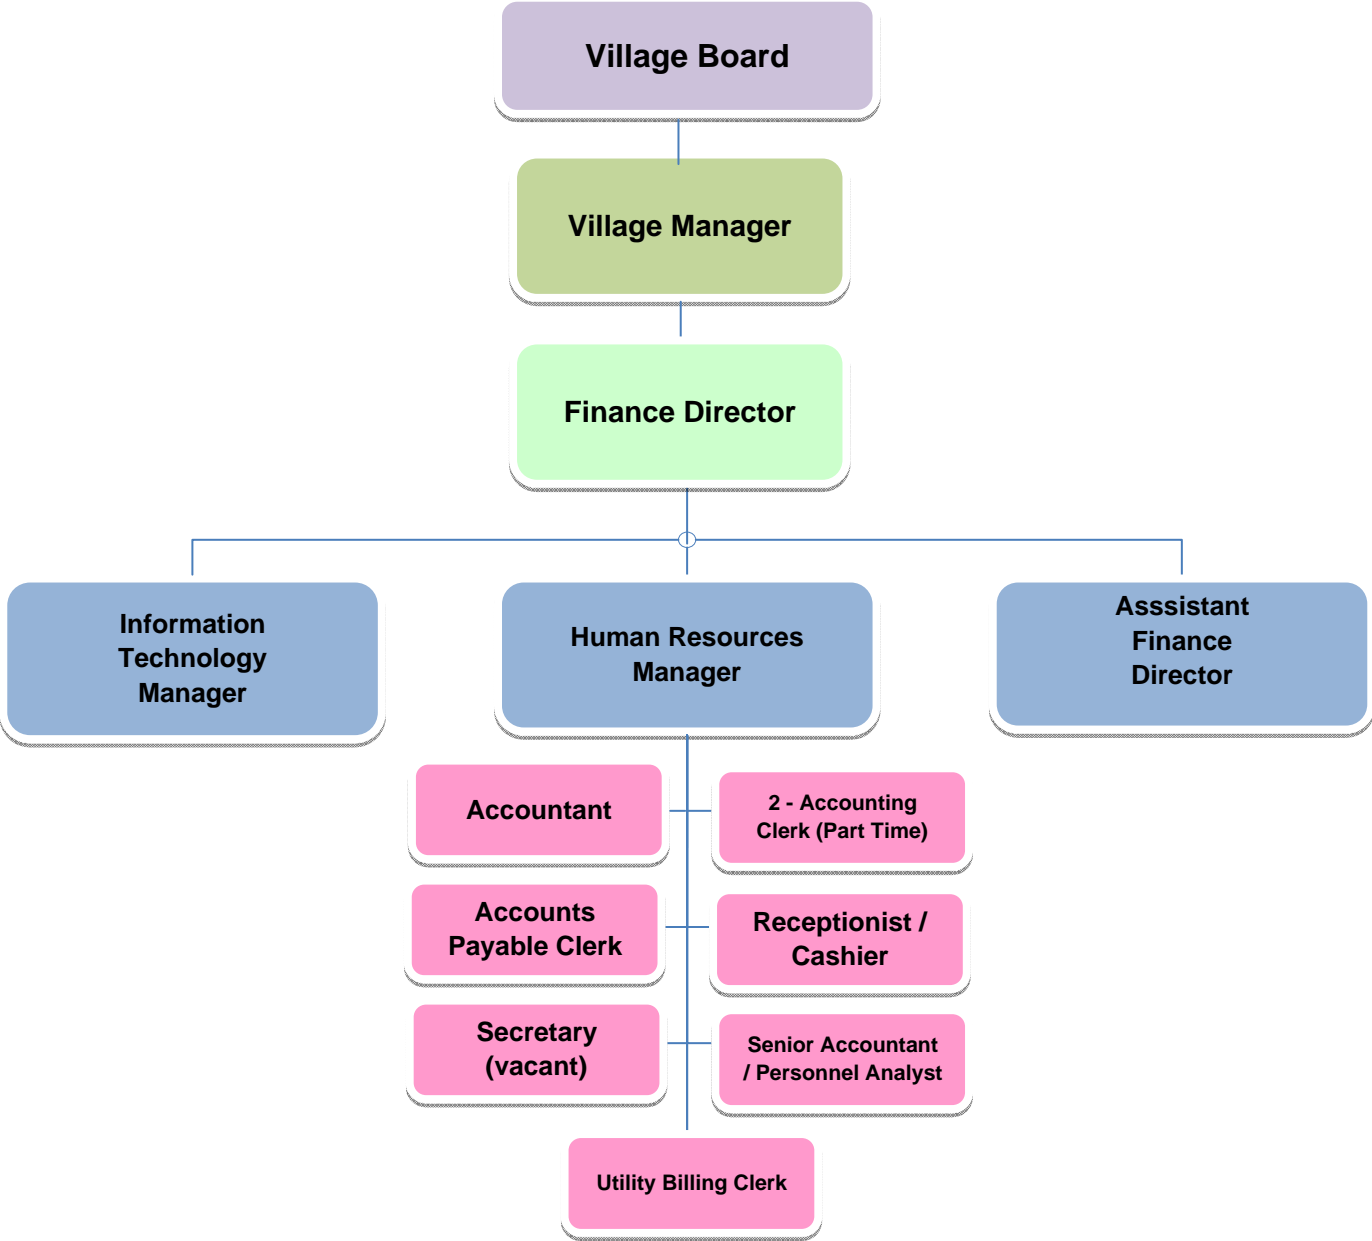 Village Board
Village Manager
Finance Director
Information
Technology
Manager
Human Resources
Manager
Asssistant
Finance
Director
Accountant
2 - Accounting
Clerk (Part Time)
Accounts
Payable Clerk
Receptionist /
Cashier
Secretary
(vacant)
Senior Accountant
/ Personnel Analyst
Utility Billing Clerk